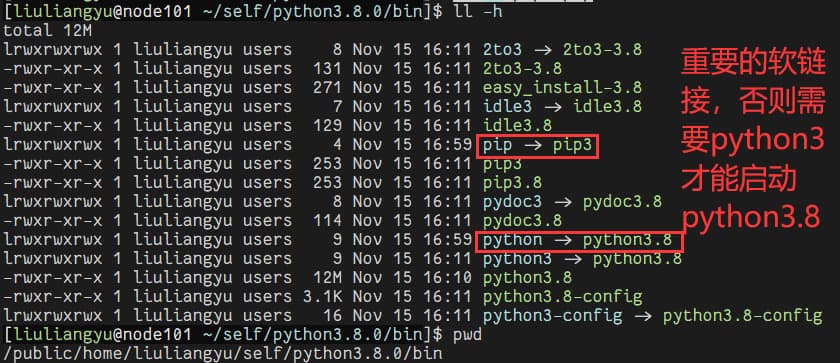 [liuliangyu@node101 ~/self/python3.8.0/bin]$ ll -h
total 12M
lrwxrwxrwx 1 liuliangyu users    8 Nov 15 16:11 2to3 → 2to3-3.8
-rwxr-xr-x 1 liuliangyu users  131 Nov 15 16:11 2to3-3.8
-rwxr-xr-x 1 liuliangyu users  271 Nov 15 16:11 easy_install-3.8
lrwxrwxrwx 1 liuliangyu users    7 Nov 15 16:11 idle3 → idle3.8
-rwxr-xr-x 1 liuliangyu users  129 Nov 15 16:11 idle3.8
lrwxrwxrwx 1 liuliangyu users    4 Nov 15 16:59 pip → pip3
-rwxr-xr-x 1 liuliangyu users  253 Nov 15 16:11 pip3
-rwxr-xr-x 1 liuliangyu users  253 Nov 15 16:11 pip3.8
lrwxrwxrwx 1 liuliangyu users    8 Nov 15 16:11 pydoc3 → pydoc3.8
-rwxr-xr-x 1 liuliangyu users  114 Nov 15 16:11 pydoc3.8
lrwxrwxrwx 1 liuliangyu users    9 Nov 15 16:59 python → python3.8
lrwxrwxrwx 1 liuliangyu users    9 Nov 15 16:11 python3 → python3.8
-rwxr-xr-x 1 liuliangyu users  12M Nov 15 16:10 python3.8
-rwxr-xr-x 1 liuliangyu users 3.1K Nov 15 16:11 python3.8-config
lrwxrwxrwx 1 liuliangyu users   16 Nov 15 16:11 python3-config → python3.8-config
[liuliangyu@node101 ~/self/python3.8.0/bin]$ pwd
/public/home/liuliangyu/self/python3.8.0/bin
重要的软链
接，否则需
要python3
才能启动
python3.8